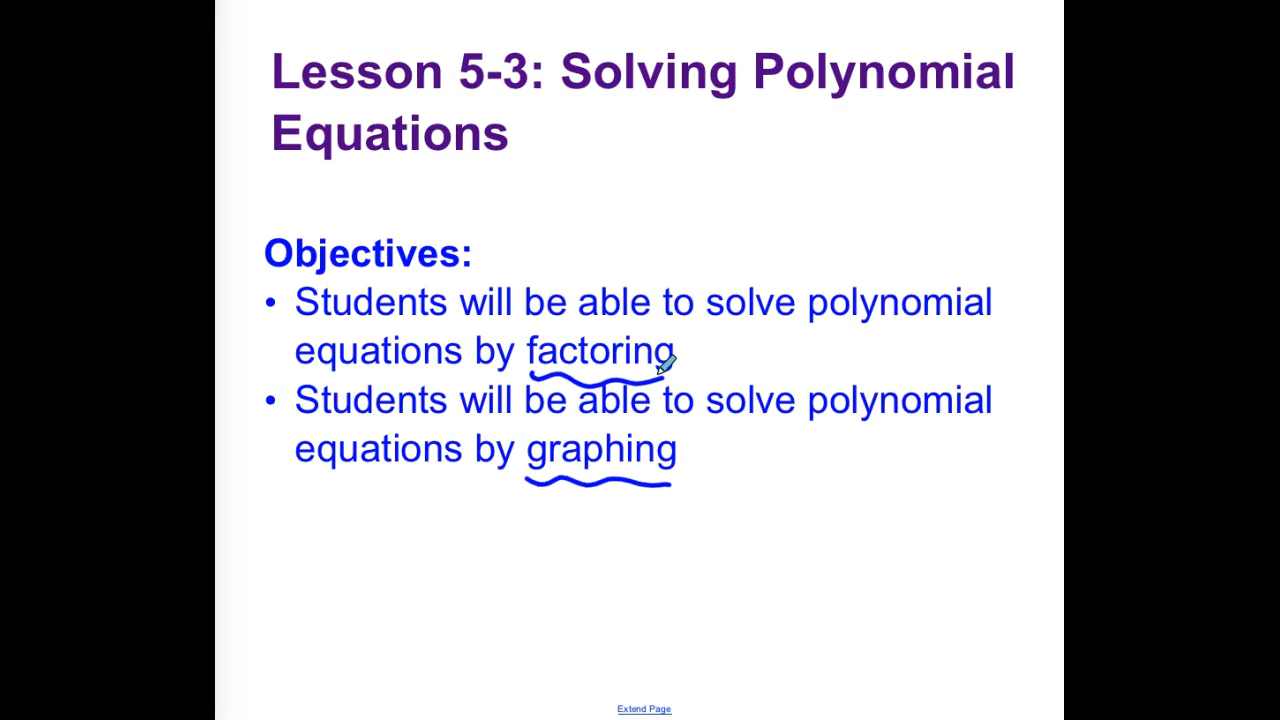 Lesson 5-3: Solving Polynomial
Equations
Objectives:
• Students will be able to solve polynomial
equations by factoring
• Students will be able to solve polynomial
equations by graphing
Extend Page